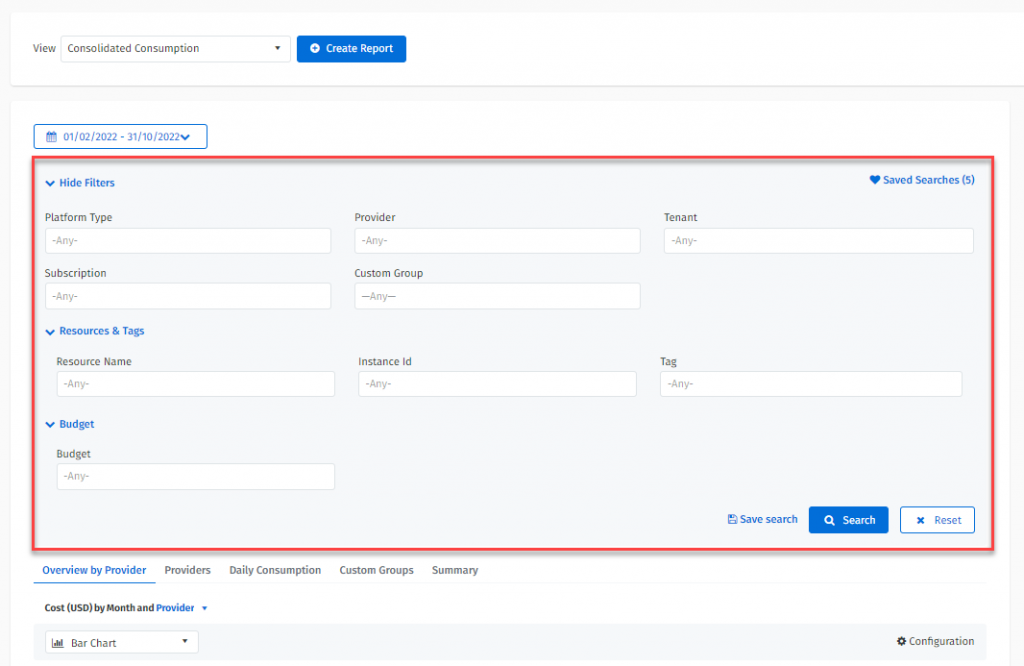 View Consolidated Consumption Create Report
01/02/2022 - 31/10/2022
Hide Filters Saved Searches (5)
Platform Type Provider Tenant
-Any- -Any- -Any-
Subscription Custom Group
-Any- —Any—
Resources & Tags
Resource Name Instance Id Tag
-Any- -Any- -Any-
Budget
Budget
-Any-
Save search Search Reset
Overview by Provider Providers Daily Consumption Custom Groups Summary
Cost (USD) by Month and Provider
Bar Chart Configuration